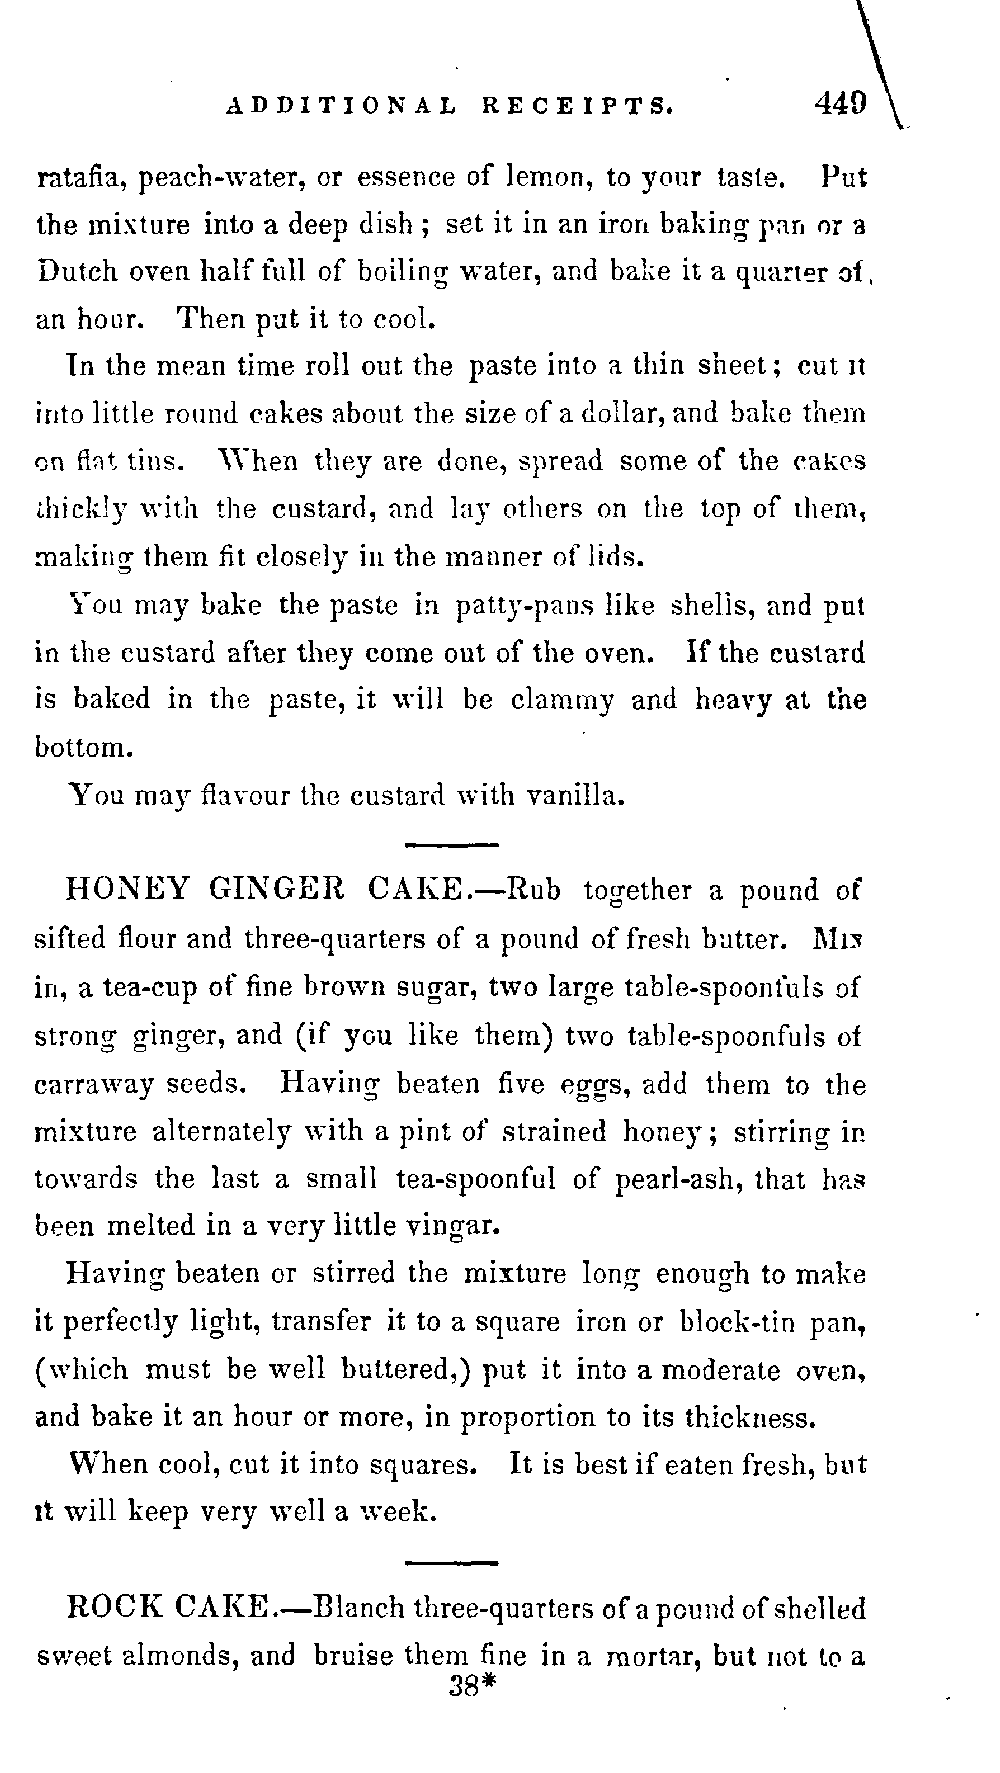 ADDITIONAL RECEIPTS. 449
ratafia, peach-water, or essence of lemon, to your taste. Put
the mixture into a deep dish; set it in an iron baking pan or a
Dutch oven half full of boiling water, and bake it a quarter of
an hour. Then put it to cool.
In the mean time roll out the paste into a thin sheet; cut it
into little round cakes about the size of a dollar, and bake them
on flat tins. When they are done, spread some of the cakes
thickly with the custard, and lay others on the top of them,
making them fit closely in the manner of lids.
You may bake the paste in patty-pans like shells, and put
in the custard after they come out of the oven. If the custard
is baked in the paste, it will be clammy and heavy at the
bottom.
You may flavour the custard with vanilla.
HONEY GINGER CAKE.—Rub together a pound of
sifted flour and three-quarters of a pound of fresh butter. Mix
in, a tea-cup of fine brown sugar, two large table-spoonfuls of
strong ginger, and (if you like them) two table-spoonfuls of
carraway seeds. Having beaten five eggs, add them to the
mixture alternately with a pint of strained honey; stirring in
towards the last a small tea-spoonful of pearl-ash, that has
been melted in a very little vingar.
Having beaten or stirred the mixture long enough to make
it perfectly light, transfer it to a square iron or block-tin pan,
(which must be well buttered,) put it into a moderate oven,
and bake it an hour or more, in proportion to its thickness.
When cool, cut it into squares. It is best if eaten fresh, but
it will keep very well a week.
ROCK CAKE.—Blanch three-quarters of a pound of shelled
sweet almonds, and bruise them fine in a mortar, but not to a
38*